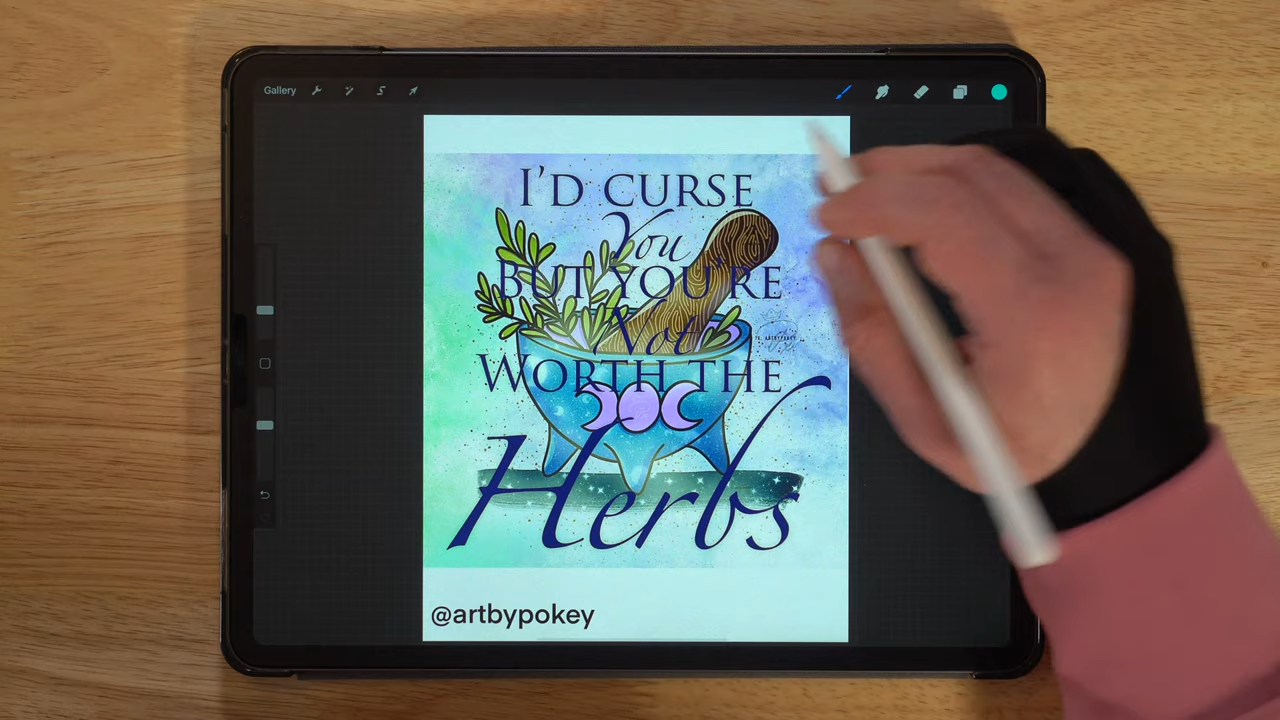 Gallery
I'D CURSE
You
BUT YOU'RE
Not
WORTH THE
Herbs
@artbypokey